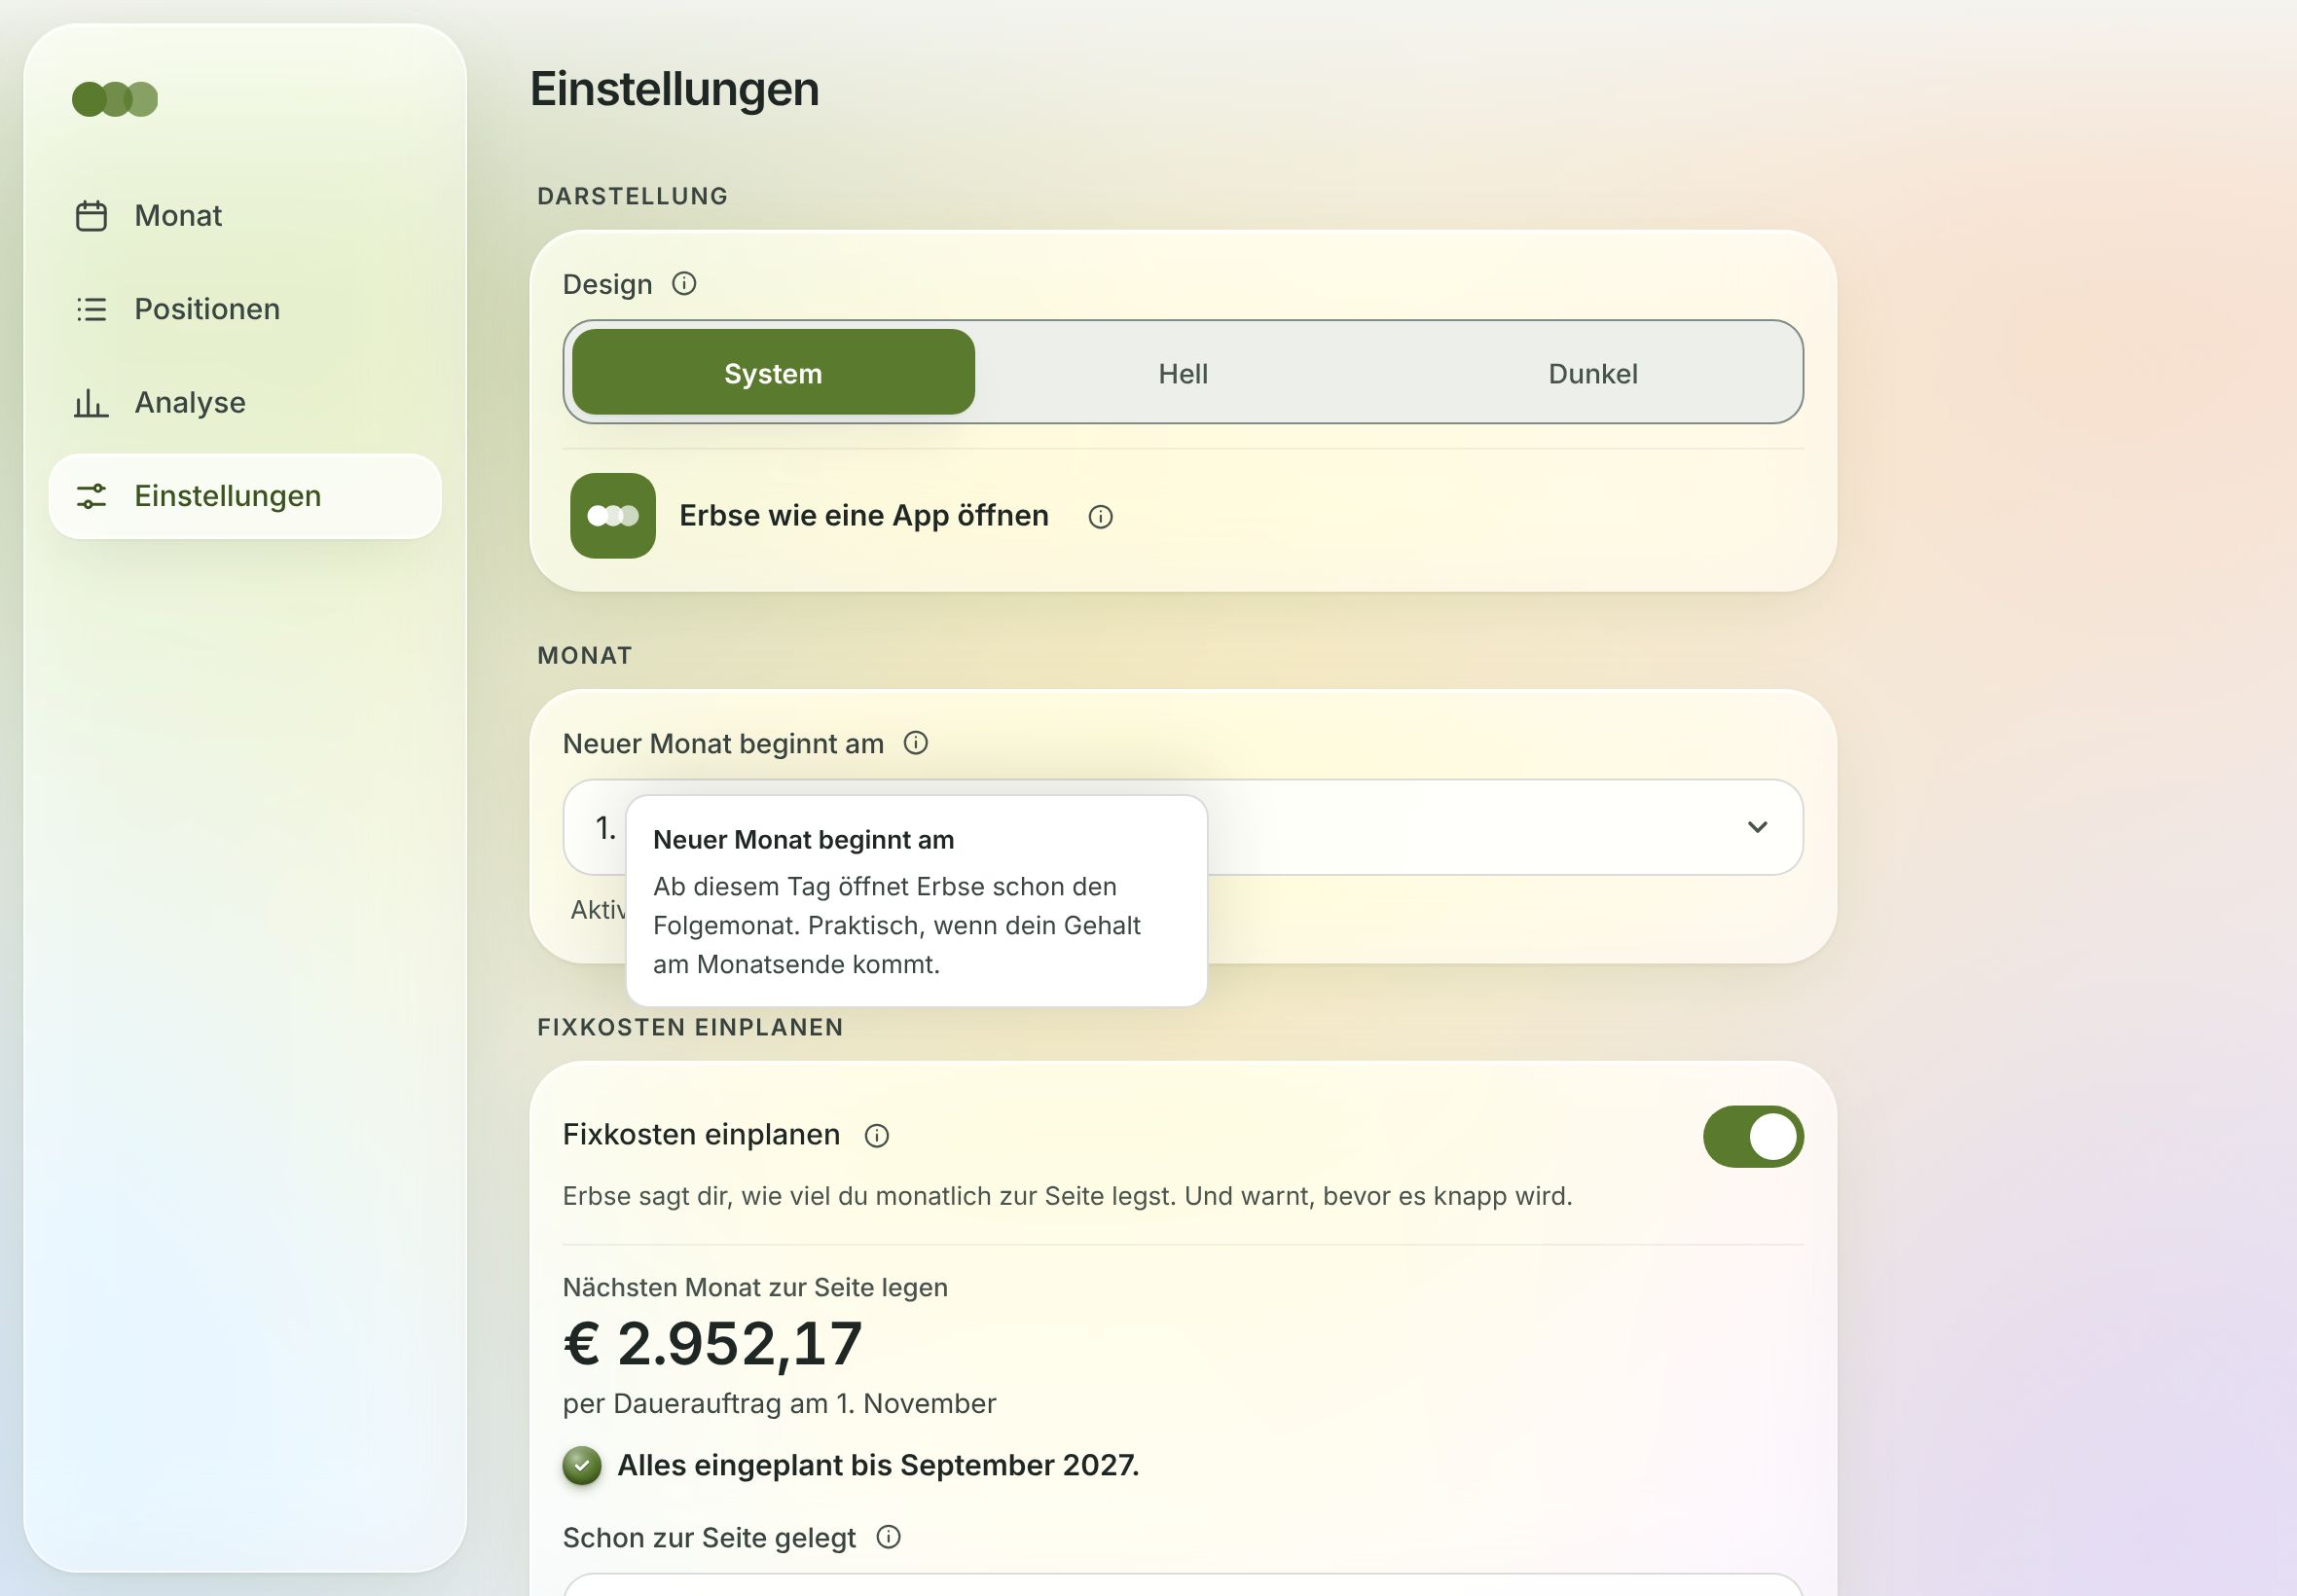 Einstellungen
Monat
Positionen
Analyse
Einstellungen
DARSTELLUNG
Design
System
Hell
Dunkel
Erbse wie eine App öffnen
MONAT
Neuer Monat beginnt am
1.
Neuer Monat beginnt am
Ab diesem Tag öffnet Erbse schon den
Folgemonat. Praktisch, wenn dein Gehalt
am Monatsende kommt.
FIXKOSTEN EINPLANEN
Fixkosten einplanen
Erbse sagt dir, wie viel du monatlich zur Seite legst. Und warnt, bevor es knapp wird.
Nächsten Monat zur Seite legen
€ 2.952,17
per Dauerauftrag am 1. November
Alles eingeplant bis September 2027.
Schon zur Seite gelegt